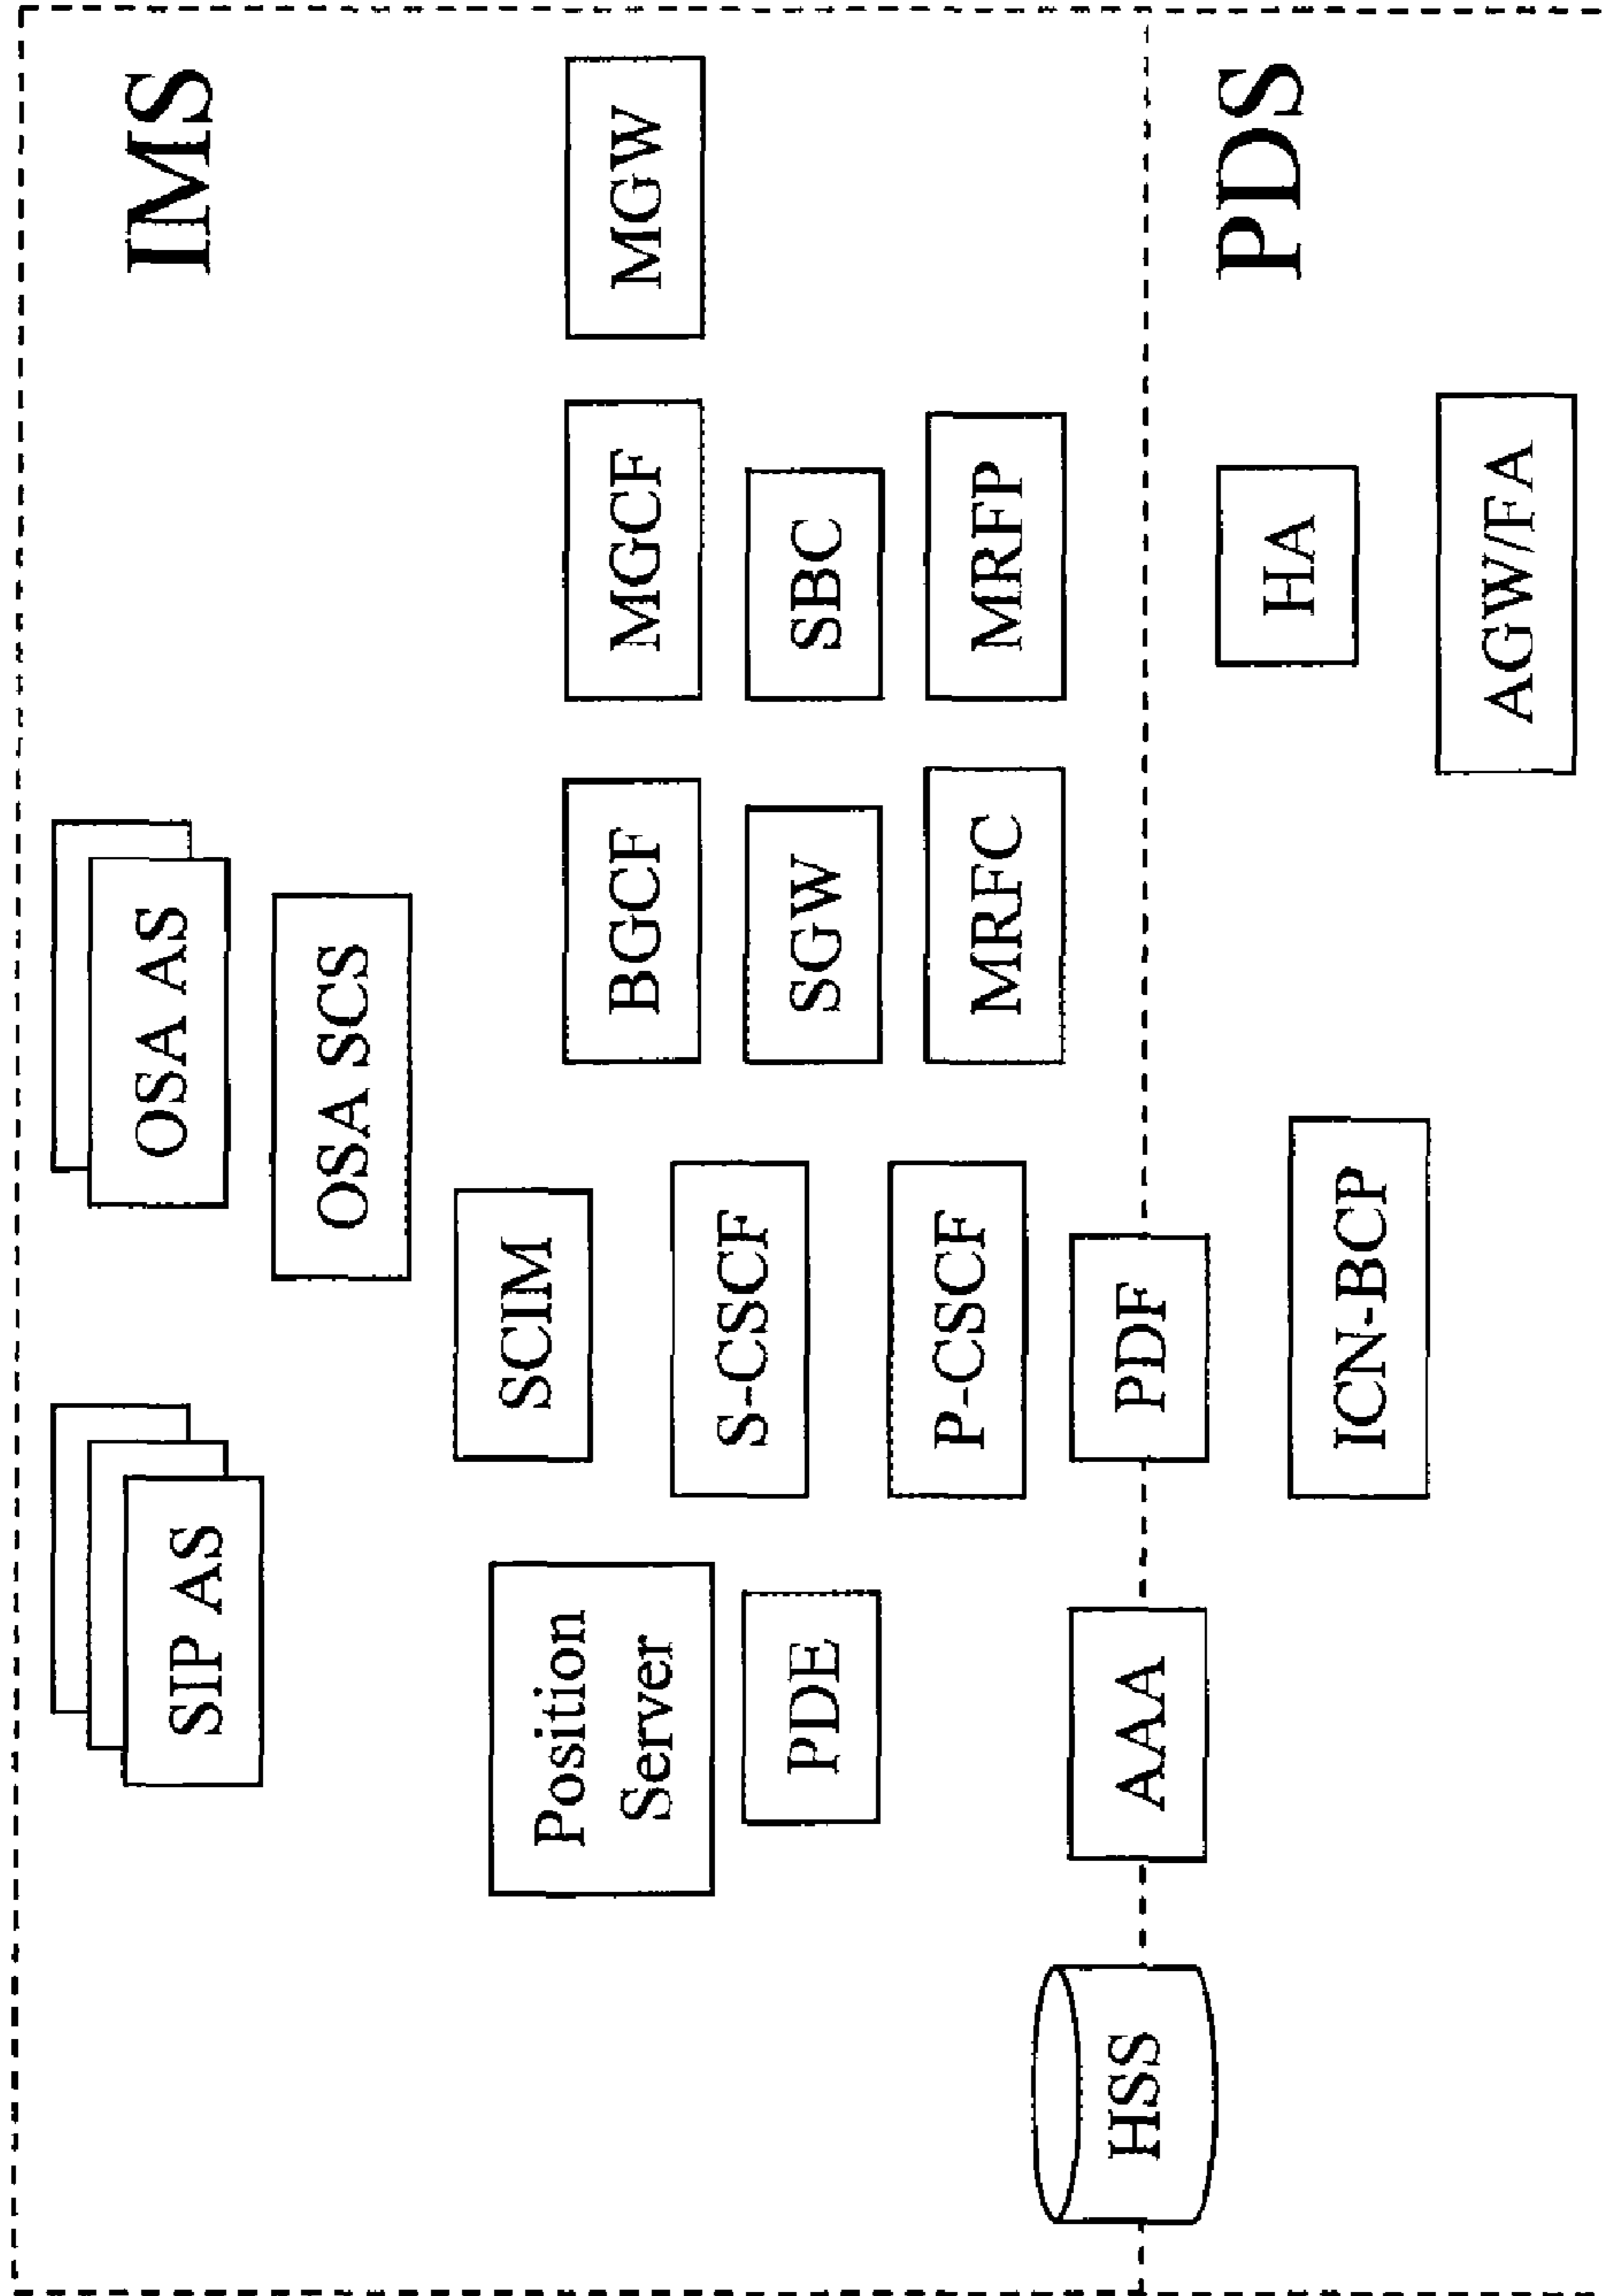 IMS
SIP AS
OSA AS
OSA SCS
SCIM
Position
Server
PDE
S-CSCF
P-CSCF
BGCF
MGCF
MGW
SGW
SBC
MRFC
MRFP
HSS
AAA
PDF
PDS
ICN-BCP
HA
AGW/FA